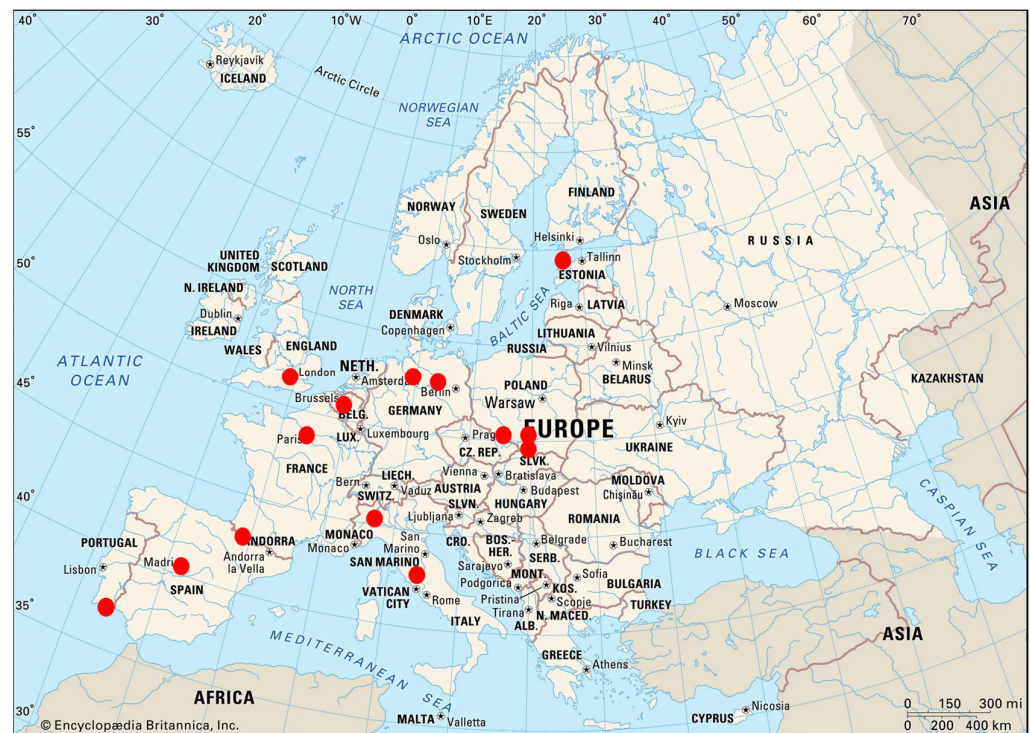 40° 30° 20° 10°W 0° 10°E 20° 30° 40° 50° 60° 70°
ARCTIC OCEAN
Reykjavík
ICELAND
Arctic Circle
NORWEGIAN
SEA
55°
FINLAND
ASIA
NORWAY
SWEDEN
Helsinki
RUSSIA
Oslo
Stockholm
Tallinn
ESTONIA
50°
UNITED
KINGDOM
SCOTLAND
N. IRELAND
NORTH
SEA
Dublin
IRELAND
DENMARK
Copenhagen
BALTIC SEA
Riga
LATVIA
Moscow
LITHUANIA
Vilnius
RUSSIA
Minsk
BELARUS
WALES
ENGLAND
London
NETH.
Amsterda
Berlin
POLAND
Warsaw
ATLANTIC
OCEAN
45°
KAZAKHSTAN
Brussels
BELG.
GERMANY
EUROPE
Kyiv
UKRAINE
Paris
LUX.
Luxembourg
Prag
CZ. REP.
SLVK.
FRANCE
Vienna
Bratislava
LIECH.
Bern
SWITZ.
Vaduz
AUSTRIA
Budapest
HUNGARY
MOLDOVA
Chișinău
SLVN.
Ljubljana
Zagreb
ROMANIA
CASPIAN SEA
40°
PORTUGAL
NDORRA
Andorra
la Vella
MONACO
Monaco
San
Marino
SAN MARINO
CRO.
BOS.-
HER.
Belgrade
SERB.
Bucharest
BLACK SEA
Lisbon
Madri
SPAIN
Sarajevo
MONT.
Podgorica
KOS.
Pristina
Sofia
BULGARIA
VATICAN
CITY
Rome
Scopje
Tirana
N. MACED.
TURKEY
ITALY
ALB.
35°
MEDITERRANEAN SEA
GREECE
Athens
ASIA
AFRICA
30°
MALTA
Valletta
CYPRUS
Nicosia
0 150 300 mi
0 200 400 km
© Encyclopædia Britannica, Inc.